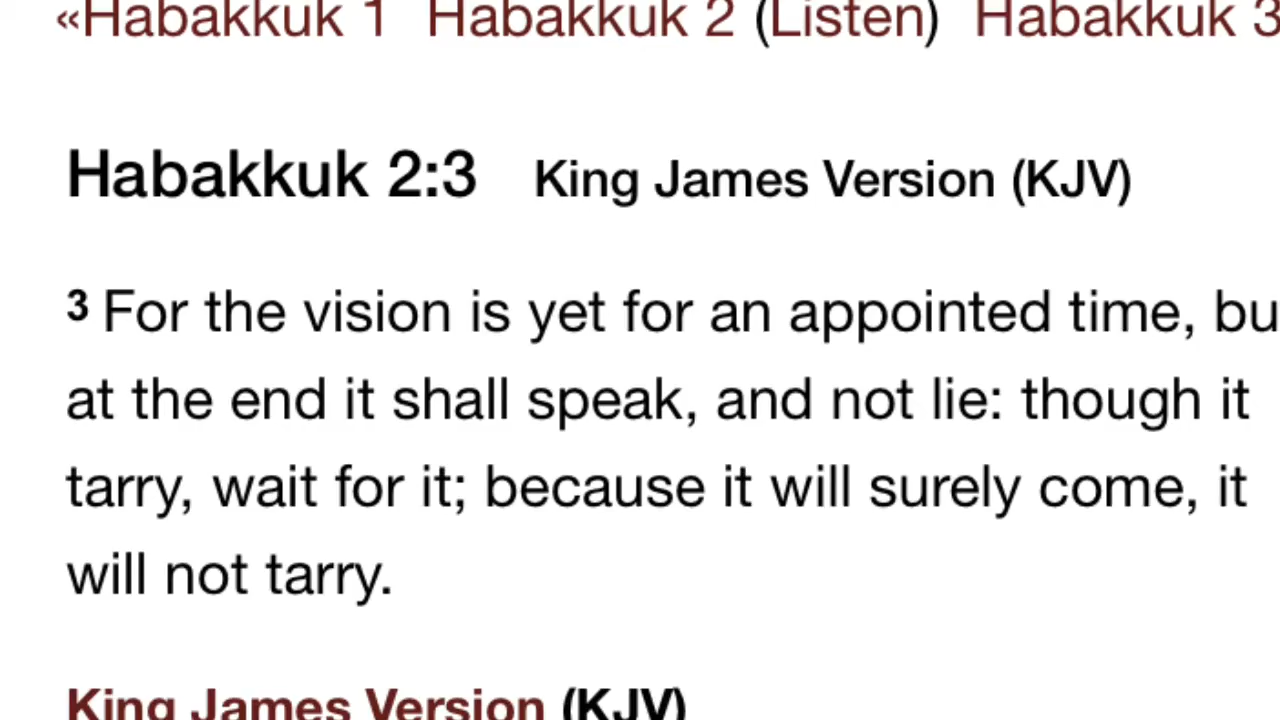 «Habakkuk 1 Habakkuk 2 (Listen) Habakkuk 3
Habakkuk 2:3 King James Version (KJV)
3 For the vision is yet for an appointed time, bu
at the end it shall speak, and not lie: though it
tarry, wait for it; because it will surely come, it
will not tarry.
King James Version (KJV)